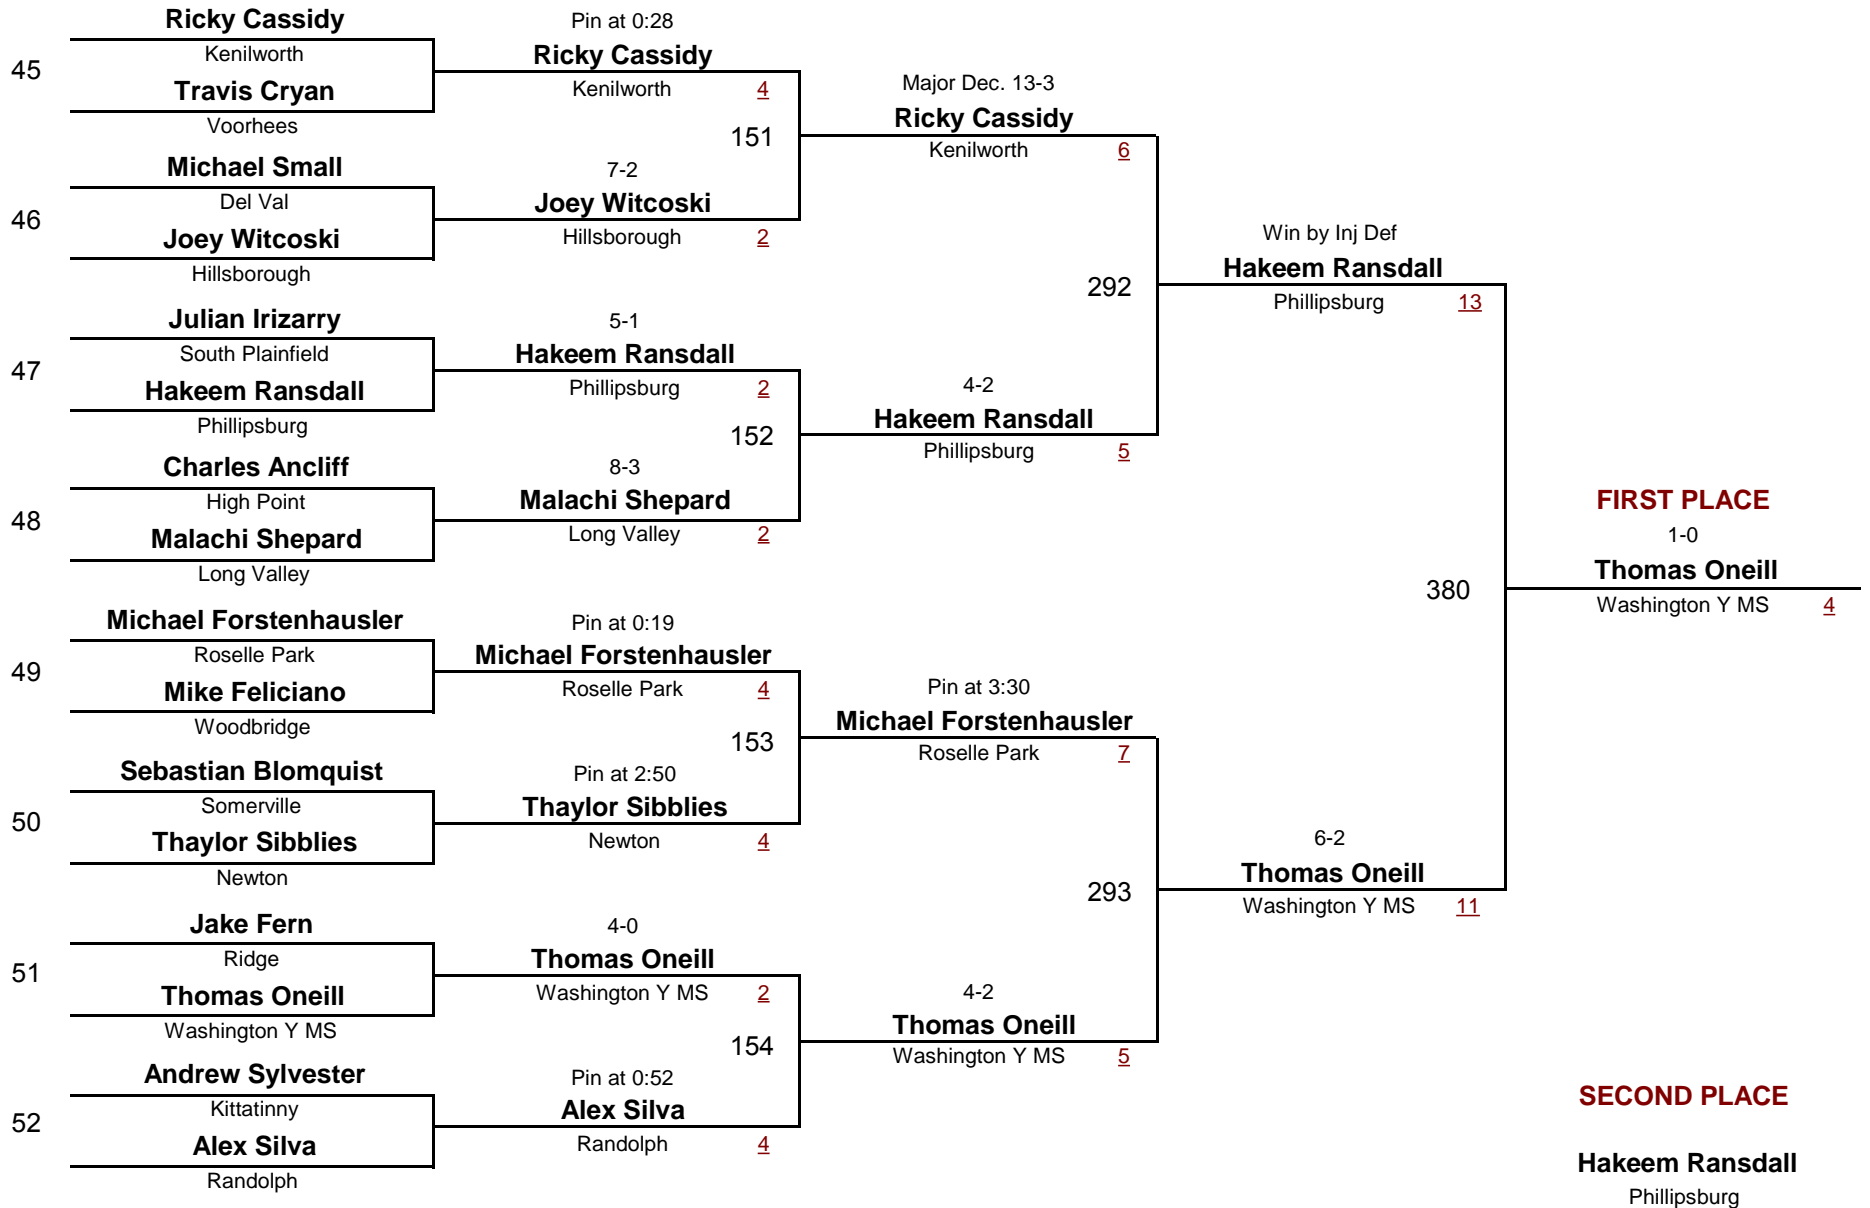 Ricky Cassidy
Kenilworth
45
Travis Cryan
Voorhees
Michael Small
Del Val
46
Joey Witcoski
Hillsborough
Julian Irizarry
South Plainfield
47
Hakeem Ransdall
Phillipsburg
Charles Ancliff
High Point
48
Malachi Shepard
Long Valley
Michael Forstenhausler
Roselle Park
49
Mike Feliciano
Woodbridge
Sebastian Blomquist
Somerville
50
Thaylor Sibblies
Newton
Jake Fern
Ridge
51
Thomas Oneill
Washington Y MS
Andrew Sylvester
Kittatinny
52
Alex Silva
Randolph
Pin at 0:28
Ricky Cassidy
Kenilworth 4
151
7-2
Joey Witcoski
Hillsborough 2
5-1
Hakeem Ransdall
Phillipsburg 2
152
8-3
Malachi Shepard
Long Valley 2
Pin at 0:19
Michael Forstenhausler
Roselle Park 4
153
Pin at 2:50
Thaylor Sibblies
Newton 4
4-0
Thomas Oneill
Washington Y MS 2
154
Pin at 0:52
Alex Silva
Randolph 4
Major Dec. 13-3
Ricky Cassidy
Kenilworth 6
292
4-2
Hakeem Ransdall
Phillipsburg 5
Pin at 3:30
Michael Forstenhausler
Roselle Park 7
293
4-2
Thomas Oneill
Washington Y MS 5
Win by Inj Def
Hakeem Ransdall
Phillipsburg 13
380
6-2
Thomas Oneill
Washington Y MS 11
FIRST PLACE
1-0
Thomas Oneill
Washington Y MS 4
SECOND PLACE
Hakeem Ransdall
Phillipsburg